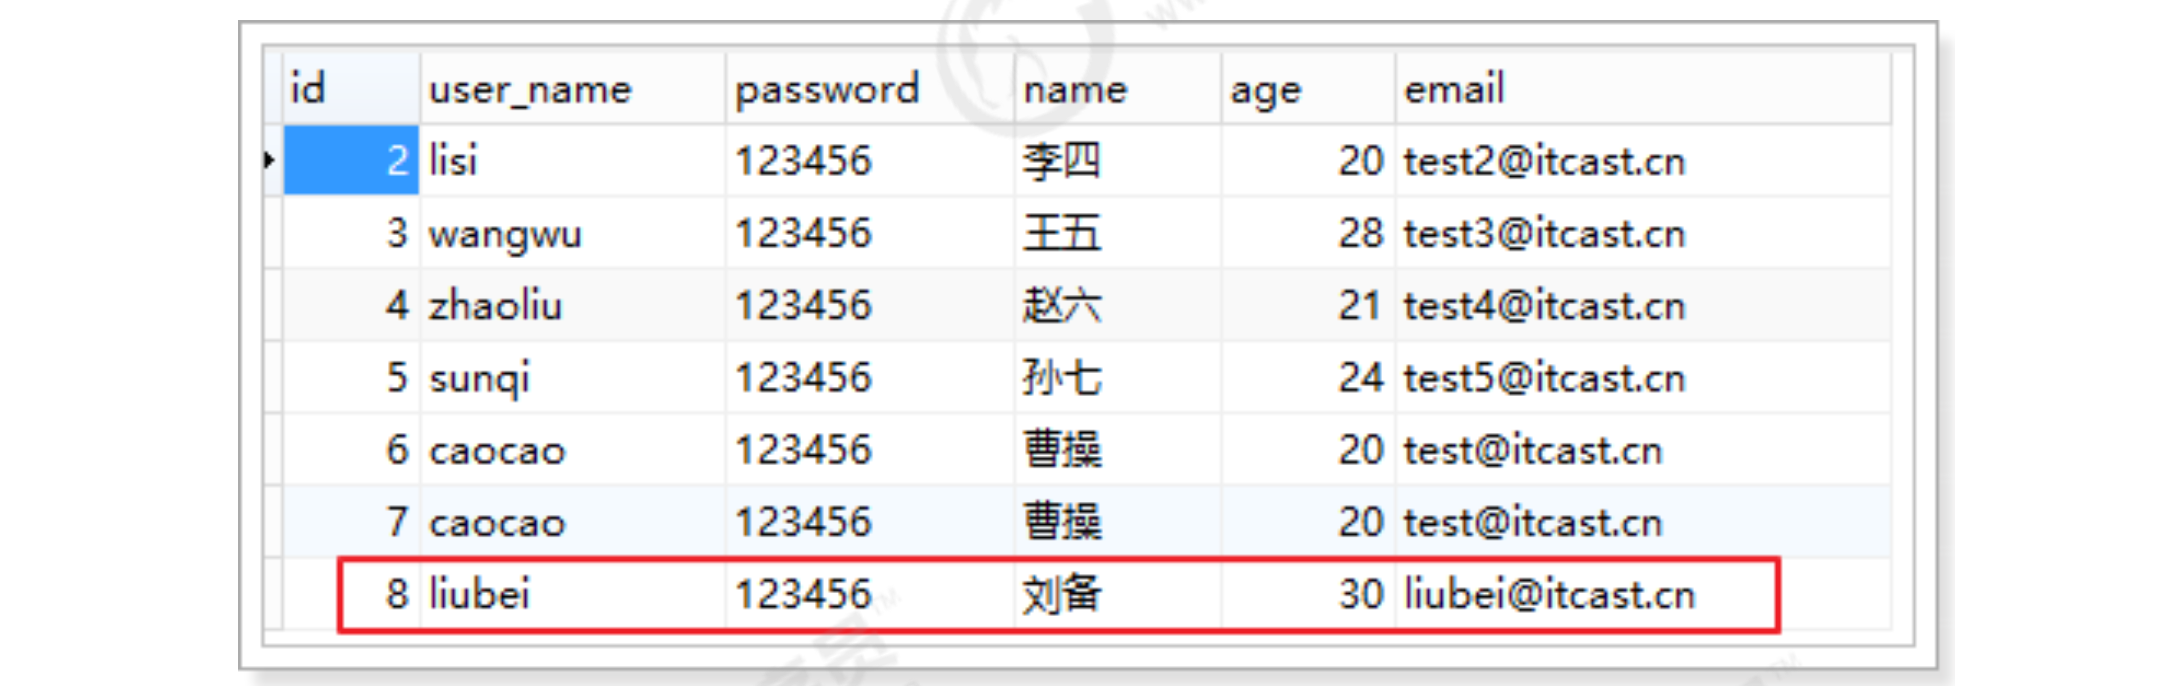 id user_name password name age email
2 lisi 123456 李四 20 test2@itcast.cn
3 wangwu 123456 王五 28 test3@itcast.cn
4 zhaoliu 123456 赵六 21 test4@itcast.cn
5 sunqi 123456 孙七 24 test5@itcast.cn
6 caocao 123456 曹操 20 test@itcast.cn
7 caocao 123456 曹操 20 test@itcast.cn
8 liubei 123456 刘备 30 liubei@itcast.cn